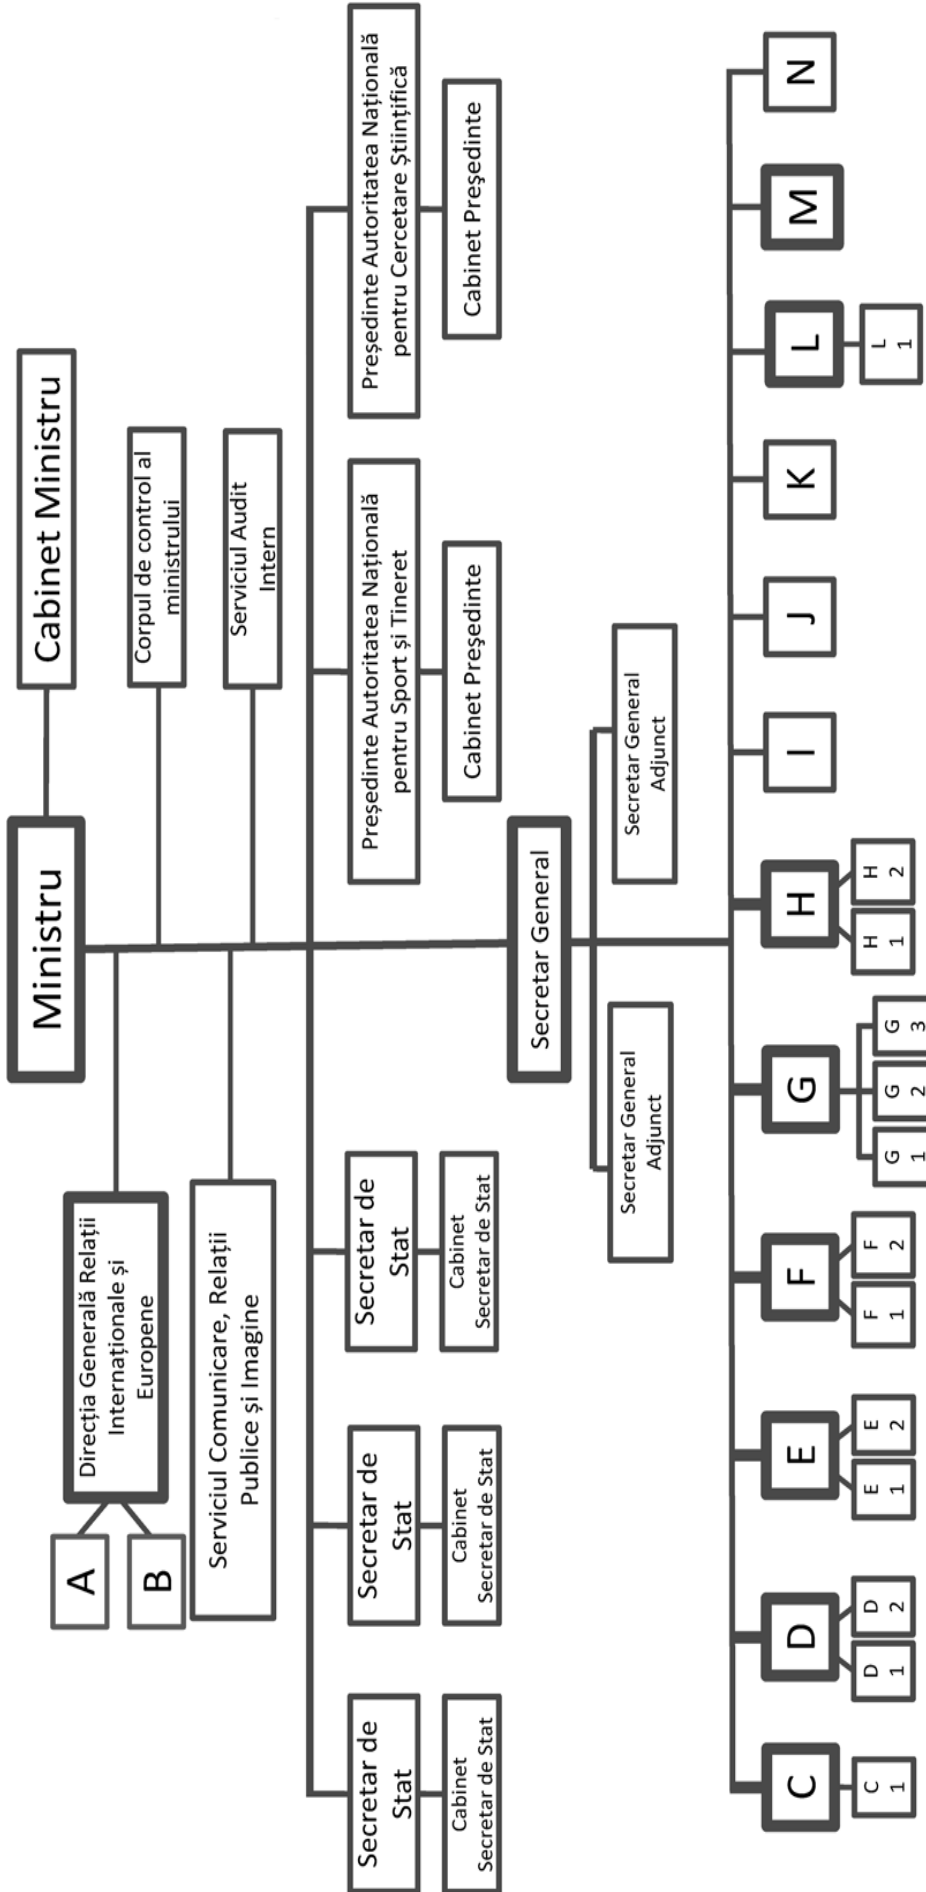 Ministru
Cabinet Ministru
Direcția Generală Relații
Internaționale și
Europene
A
B
Corpul de control al
ministrului
Serviciul Comunicare, Relații
Publice și Imagine
Serviciul Audit
Intern
Secretar de
Stat
Cabinet
Secretar de Stat
Secretar de
Stat
Cabinet
Secretar de Stat
Secretar de
Stat
Cabinet
Secretar de Stat
Președinte Autoritatea Națională
pentru Sport și Tineret
Cabinet Președinte
Președinte Autoritatea Națională
pentru Cercetare Științifică
Cabinet Președinte
Secretar General
Secretar General
Adjunct
Secretar General
Adjunct
C
D
E
F
G
H
I
J
K
L
M
N
C
1
D
1
D
2
E
1
E
2
F
1
F
2
G
1
G
2
G
3
H
1
H
2
L
1